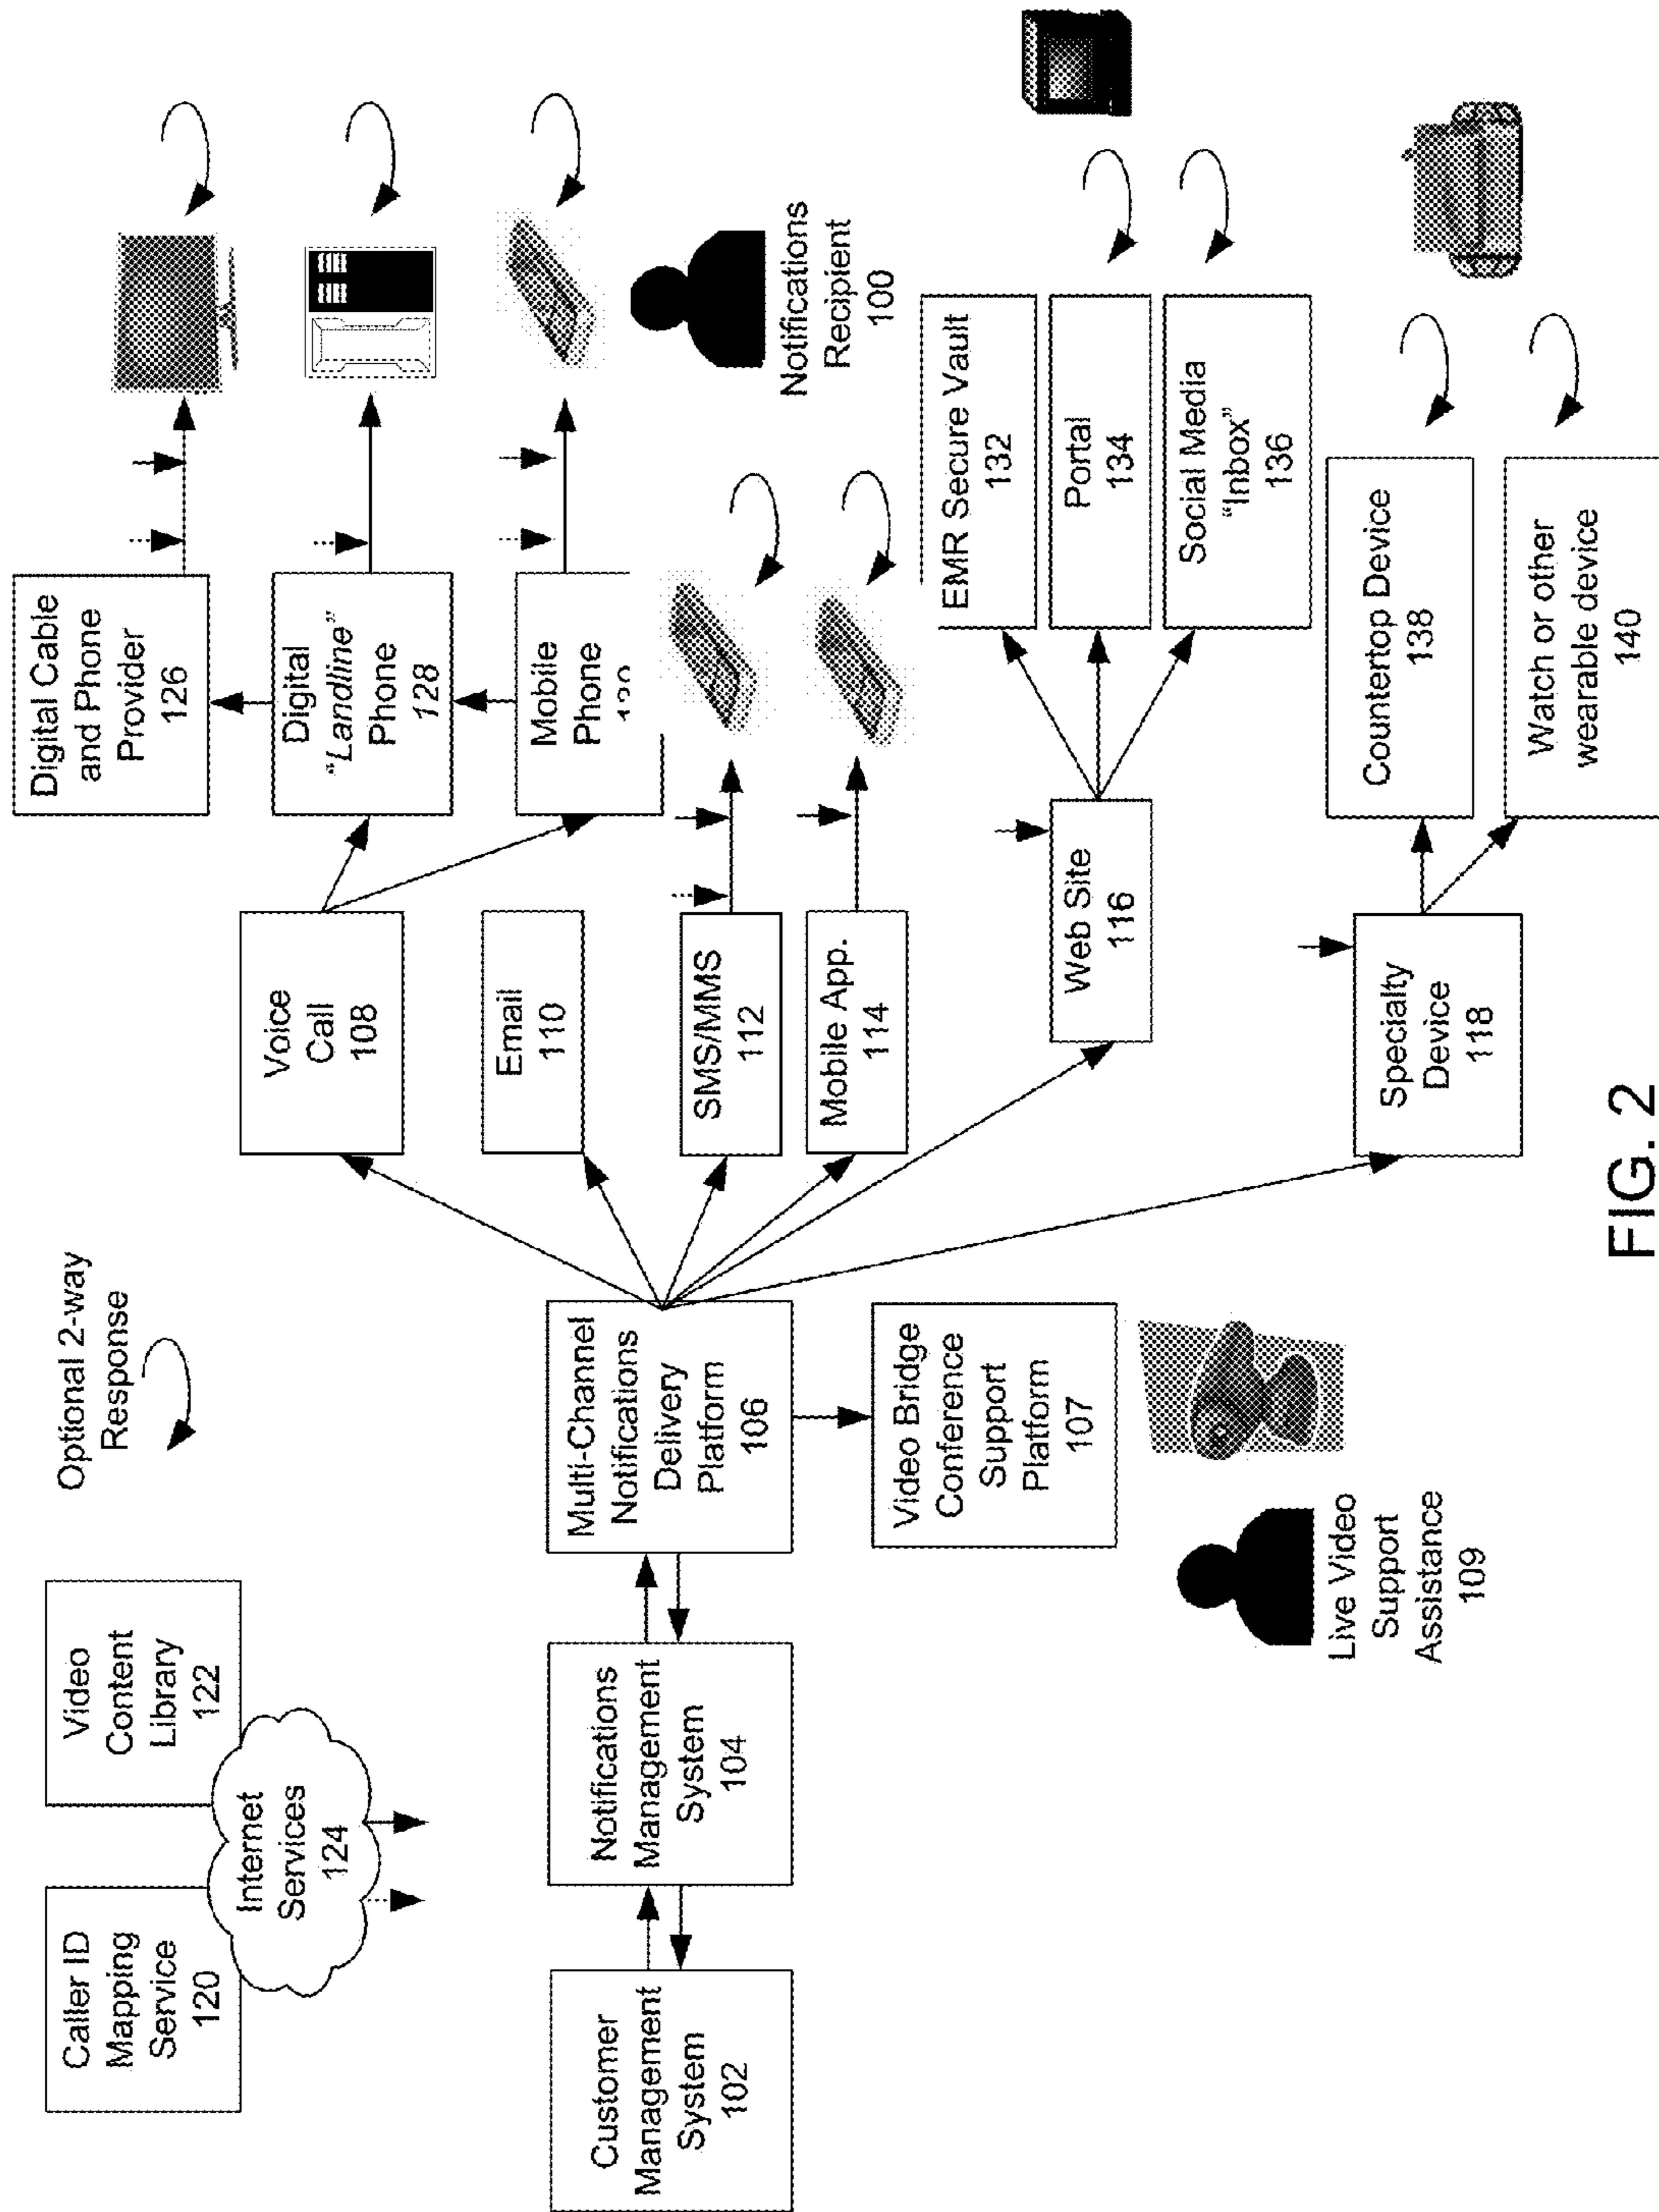 Caller ID
Mapping
Service
120
Video
Content
Library
122
Internet
Services
124
Optional 2-way
Response
Customer
Management
System
102
Notifications
Management
System
104
Multi-Channel
Notifications
Delivery
Platform
106
Video Bridge
Conference
Support
Platform
107
Live Video
Support
Assistance
109
Voice
Call
108
Email
110
SMS/MMS
112
Mobile App.
114
Web Site
116
Specialty
Device
118
Digital Cable
and Phone
Provider
126
Digital
“Landline”
Phone
128
Mobile
Phone
Notifications
Recipient
100
EMR Secure Vault
132
Portal
134
Social Media
“Inbox”
136
Countertop Device
138
Watch or other
wearable device
140
FIG. 2